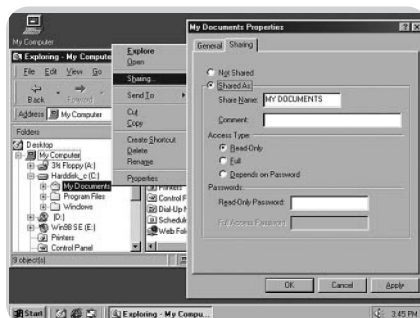 My Computer
Exploring - My Compute
File Edit View Go
Back Forward
Address My Computer
Folders
Desktop
My Computer
3½ Floppy (A:)
Harddisk_c (C:)
My Documents
Program Files
Windows
(D:)
Win98 SE (E:)
Printers
Control Panel
9 object(s)
Explore
Open
Sharing...
Send To
Cut
Copy
Create Shortcut
Delete
Rename
Properties
Printers
Control P
Dial-Up N
Schedul
Web Fold
My Documents Properties
General Sharing
Not Shared
Shared As
Share Name: MY DOCUMENTS
Comment:
Access Type:
Read-Only
Full
Depends on Password
Passwords:
Read-Only Password:
Full Access Password:
OK Cancel Apply
Start Exploring - My Compu... 3:45 PM